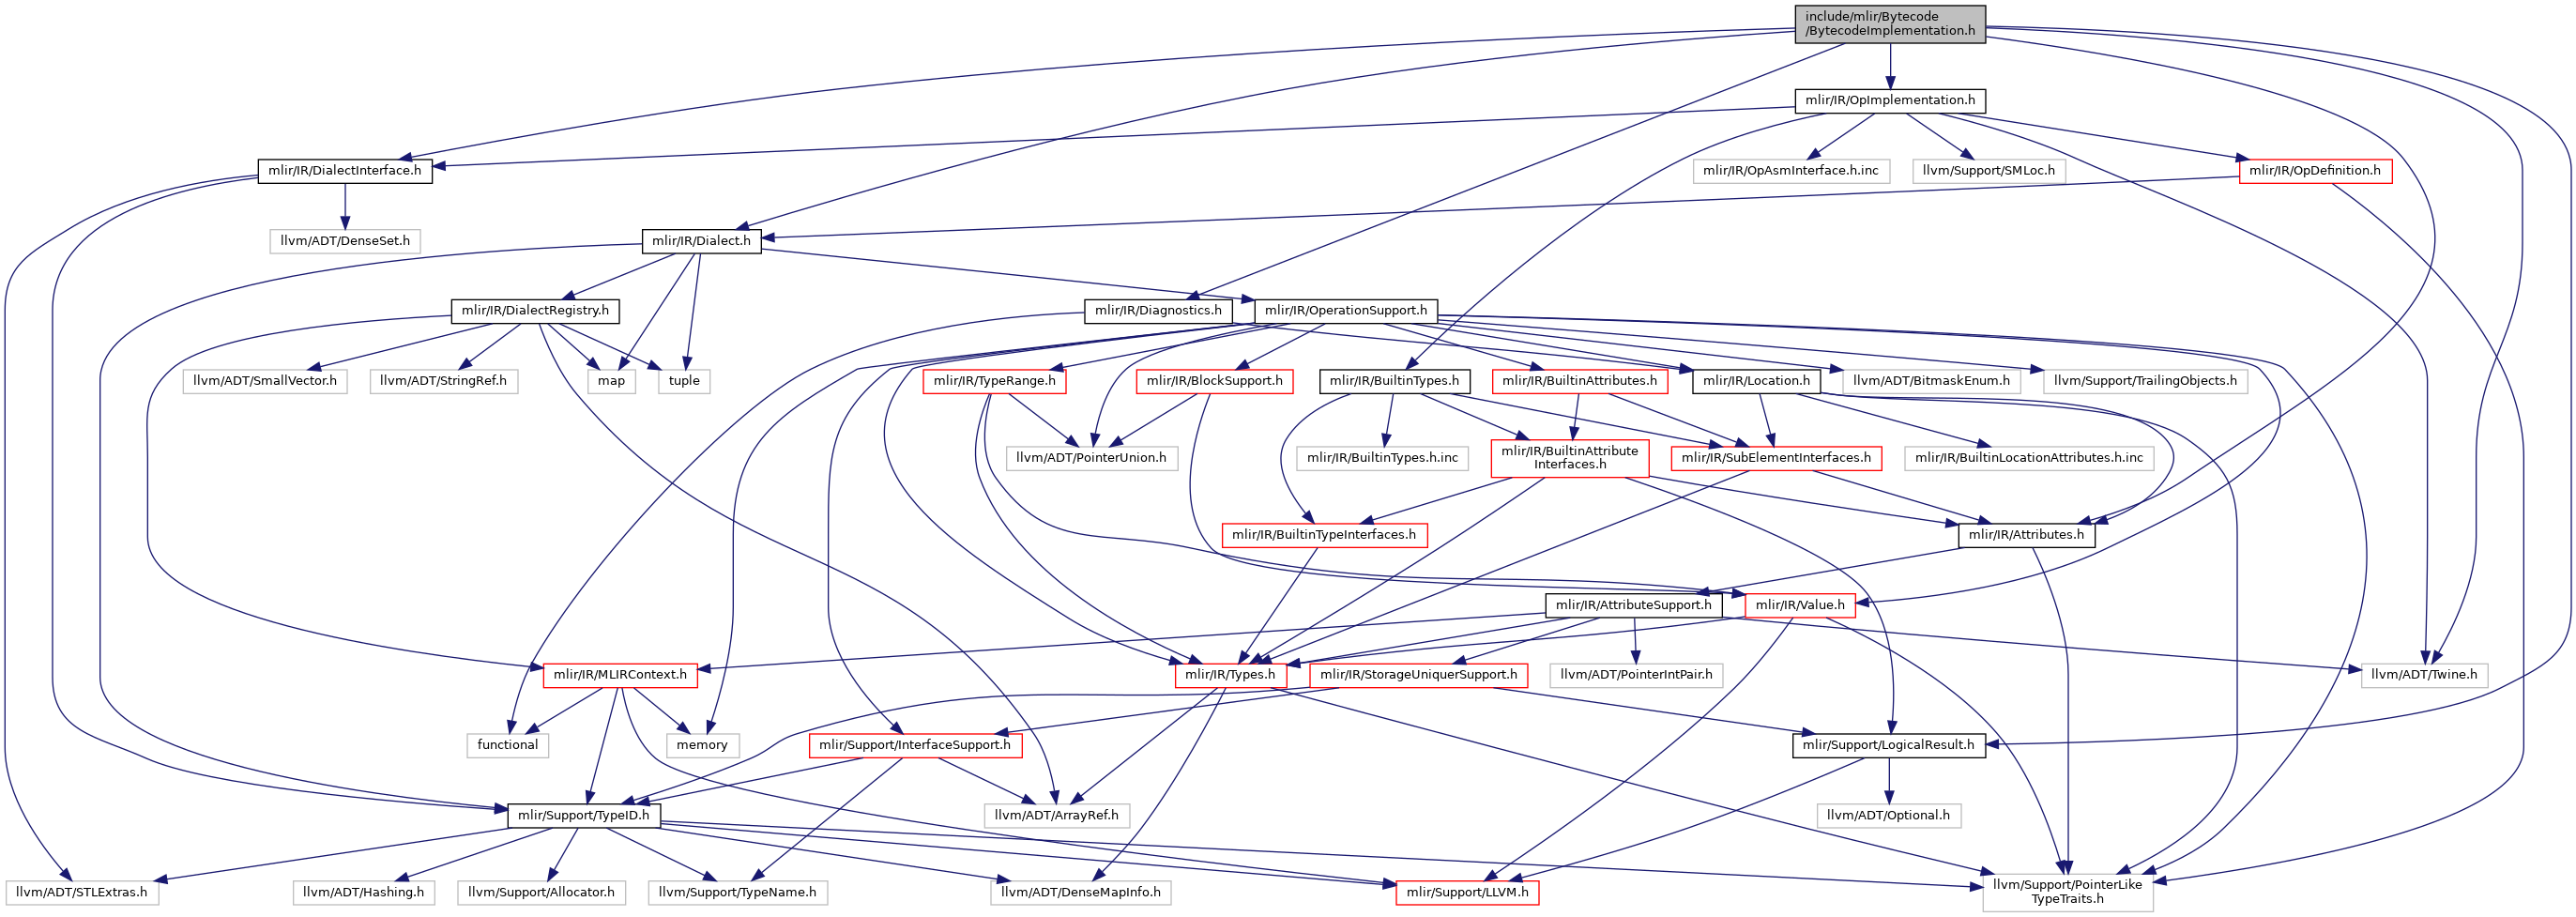 include/mlir/Bytecode
/BytecodeImplementation.h
mlir/IR/OpImplementation.h
mlir/IR/DialectInterface.h
mlir/IR/OpAsmInterface.h.inc
llvm/Support/SMLoc.h
mlir/IR/OpDefinition.h
llvm/ADT/DenseSet.h
mlir/IR/Dialect.h
mlir/IR/DialectRegistry.h
mlir/IR/Diagnostics.h
mlir/IR/OperationSupport.h
llvm/ADT/SmallVector.h
llvm/ADT/StringRef.h
map
tuple
mlir/IR/TypeRange.h
mlir/IR/BlockSupport.h
mlir/IR/BuiltinTypes.h
mlir/IR/BuiltinAttributes.h
mlir/IR/Location.h
llvm/ADT/BitmaskEnum.h
llvm/Support/TrailingObjects.h
llvm/ADT/PointerUnion.h
mlir/IR/BuiltinTypes.h.inc
mlir/IR/BuiltinAttribute
Interfaces.h
mlir/IR/SubElementInterfaces.h
mlir/IR/BuiltinLocationAttributes.h.inc
mlir/IR/BuiltinTypeInterfaces.h
mlir/IR/Attributes.h
mlir/IR/AttributeSupport.h
mlir/IR/Value.h
mlir/IR/MLIRContext.h
mlir/IR/Types.h
mlir/IR/StorageUniquerSupport.h
llvm/ADT/PointerIntPair.h
llvm/ADT/Twine.h
functional
memory
mlir/Support/InterfaceSupport.h
mlir/Support/LogicalResult.h
mlir/Support/TypeID.h
llvm/ADT/ArrayRef.h
llvm/ADT/Optional.h
llvm/ADT/STLExtras.h
llvm/ADT/Hashing.h
llvm/Support/Allocator.h
llvm/Support/TypeName.h
llvm/ADT/DenseMapInfo.h
mlir/Support/LLVM.h
llvm/Support/PointerLike
TypeTraits.h